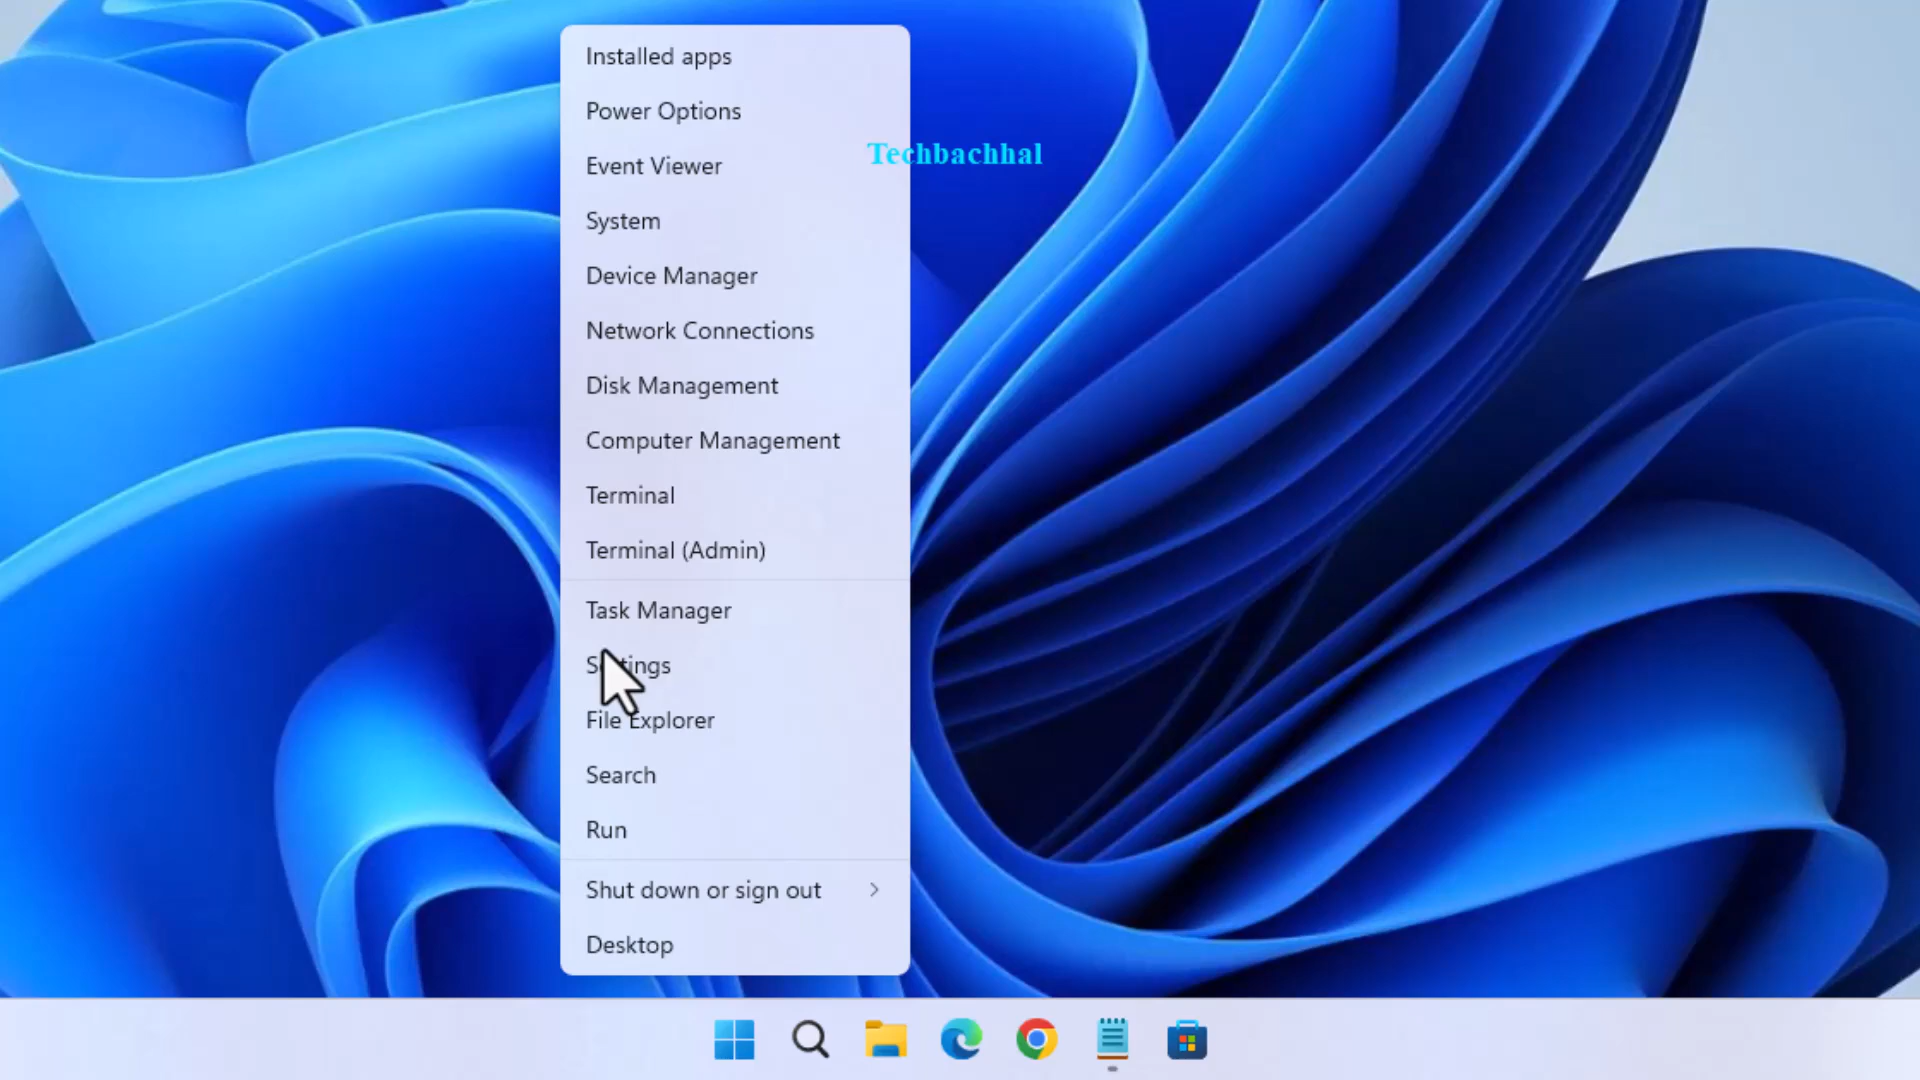 Installed apps
Power Options
Techbachhal
Event Viewer
System
Device Manager
Network Connections
Disk Management
Computer Management
Terminal
Terminal (Admin)
Task Manager
Settings
File Explorer
Search
Run
Shut down or sign out
Desktop